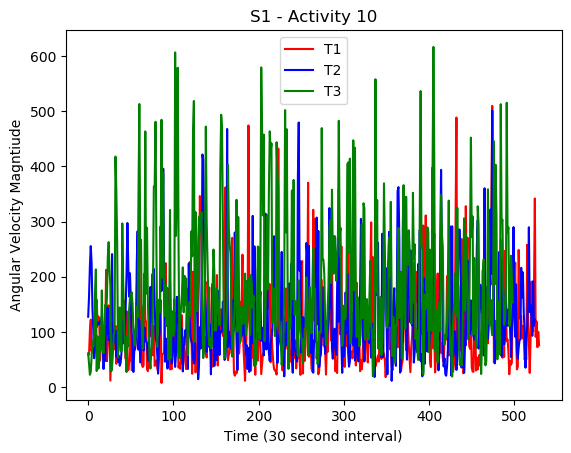 S1 - Activity 10
T1
T2
T3
Angular Velocity Magntiude
600
500
400
300
200
100
0
0 100 200 300 400 500
Time (30 second interval)